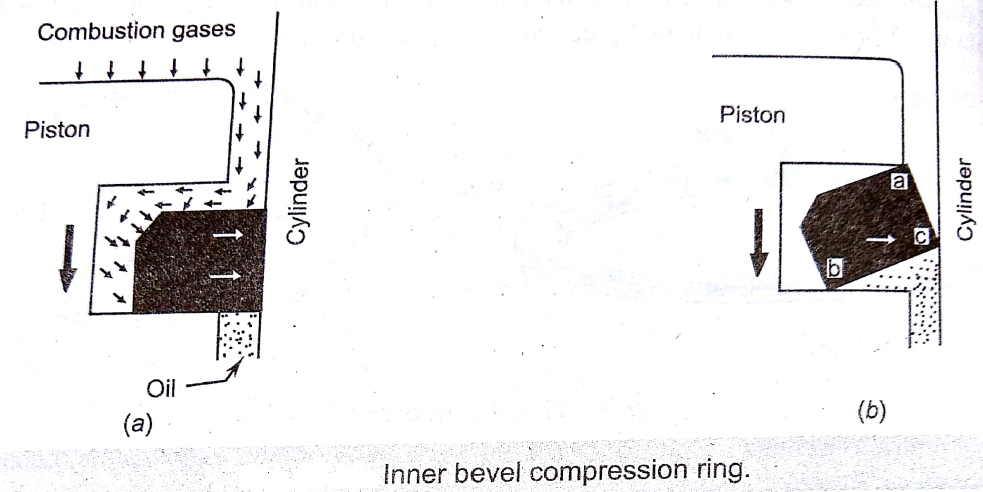 Combustion gases
Piston
Cylinder
Oil
(a)
Piston
a
c
b
Cylinder
(b)
Inner bevel compression ring.